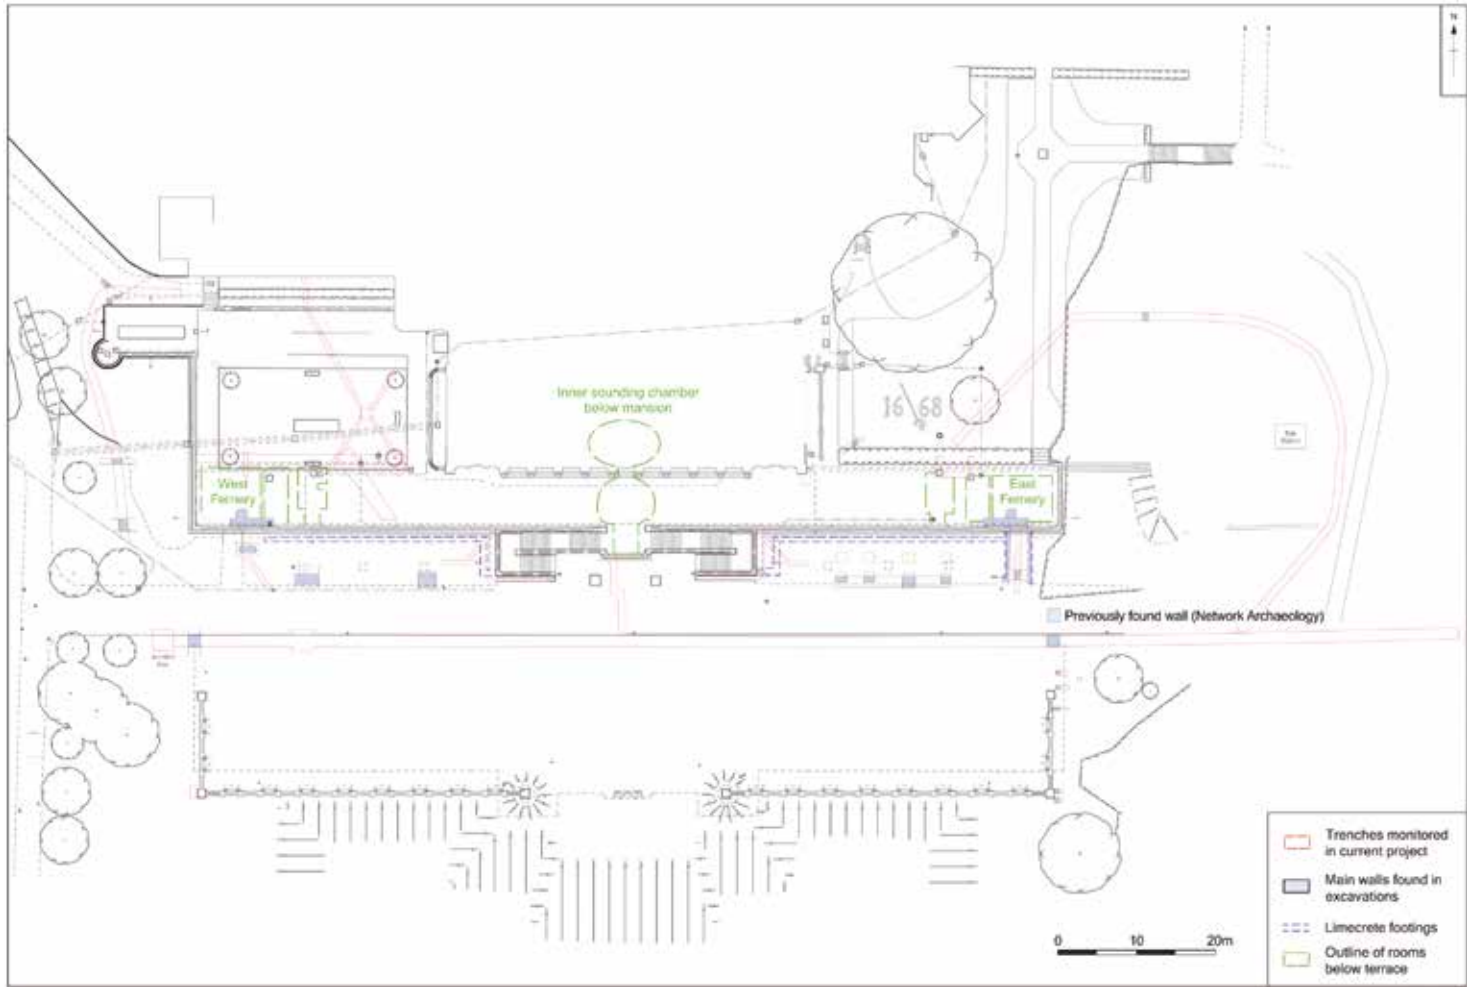 N
Inner sounding chamber
below mansion
16 68
West
Fernery
East
Fernery
Previously found wall (Network Archaeology)
Trenches monitored
in current project
Main walls found in
excavations
Limecrete footings
Outline of rooms
below terrace
0 10 20m